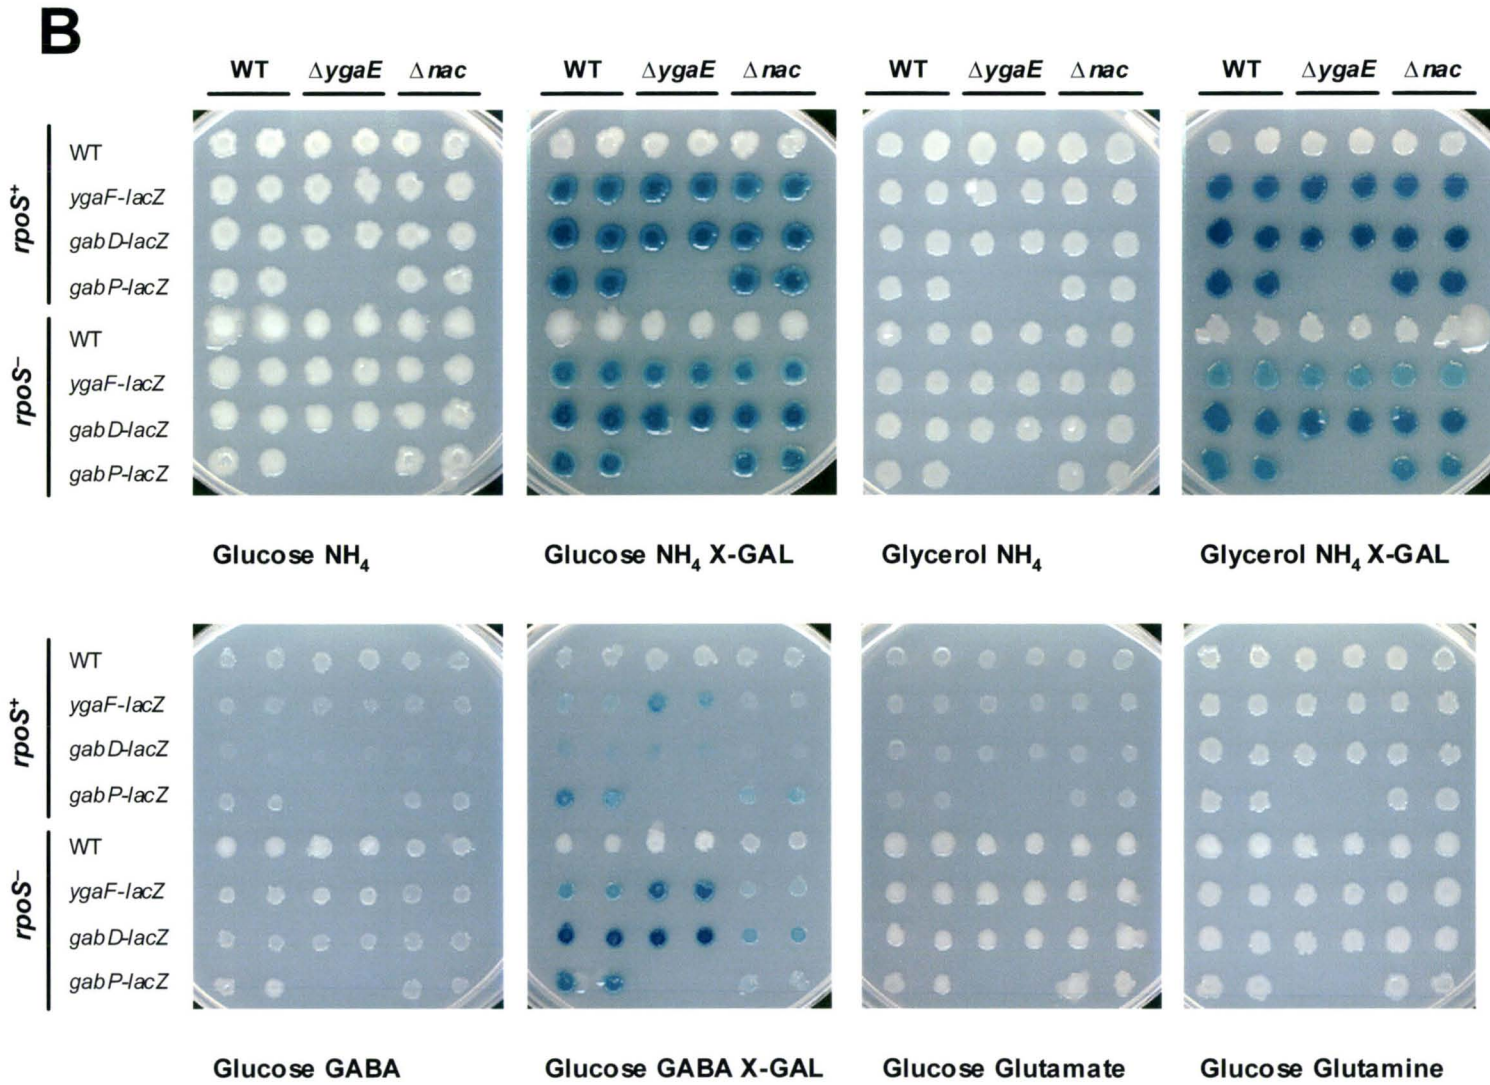 B
WT ΔygaE Δnac WT ΔygaE Δnac WT ΔygaE Δnac WT ΔygaE Δnac
rpoS⁺
WT
ygaF-lacZ
gabD-lacZ
gabP-lacZ
rpoS⁻
WT
ygaF-lacZ
gabD-lacZ
gabP-lacZ
Glucose NH₄ Glucose NH₄ X-GAL Glycerol NH₄ Glycerol NH₄ X-GAL
rpoS⁺
WT
ygaF-lacZ
gabD-lacZ
gabP-lacZ
rpoS⁻
WT
ygaF-lacZ
gabD-lacZ
gabP-lacZ
Glucose GABA Glucose GABA X-GAL Glucose Glutamate Glucose Glutamine